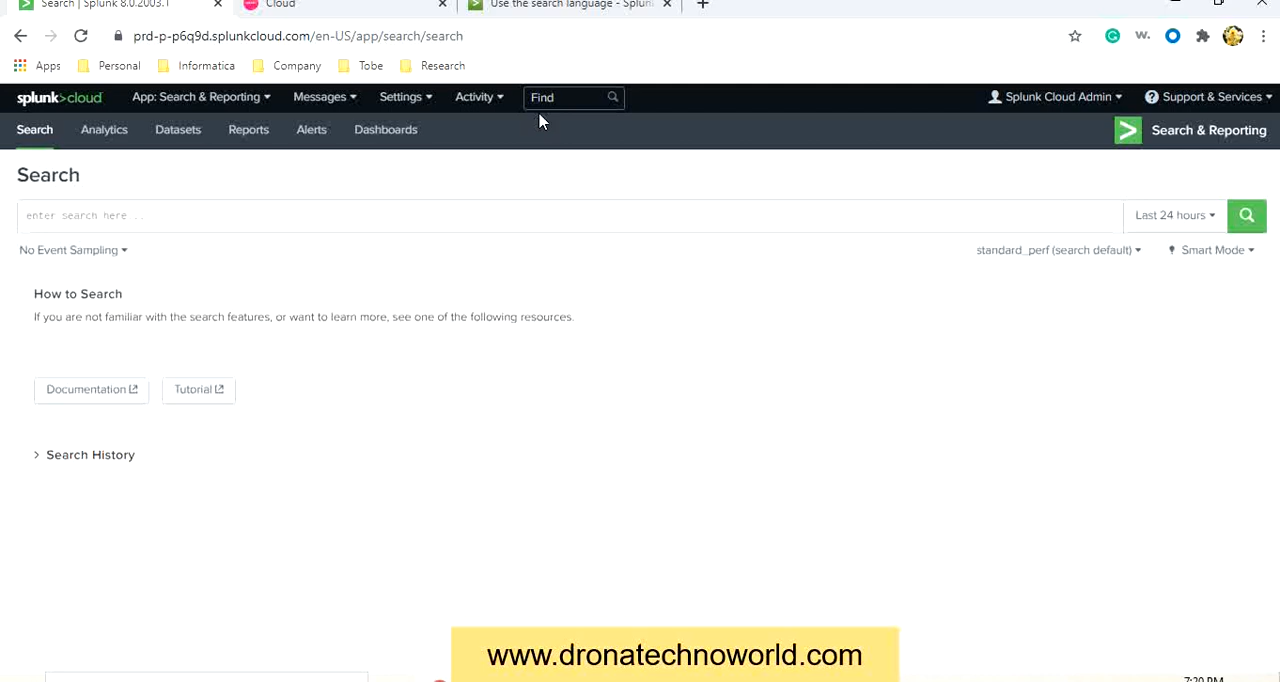 Search | Splunk 8.0.2003.1
Cloud
Use the search language - Splun
prd-p-p6q9d.splunkcloud.com/en-US/app/search/search
Apps Personal Informatica Company Tobe Research
splunk>cloud App: Search & Reporting Messages Settings Activity Find Splunk Cloud Admin Support & Services
Search Analytics Datasets Reports Alerts Dashboards Search & Reporting
Search
enter search here ... Last 24 hours
No Event Sampling standard_perf (search default) Smart Mode
How to Search
If you are not familiar with the search features, or want to learn more, see one of the following resources.
Documentation Tutorial
> Search History
www.dronatechnoworld.com
7:20 PM